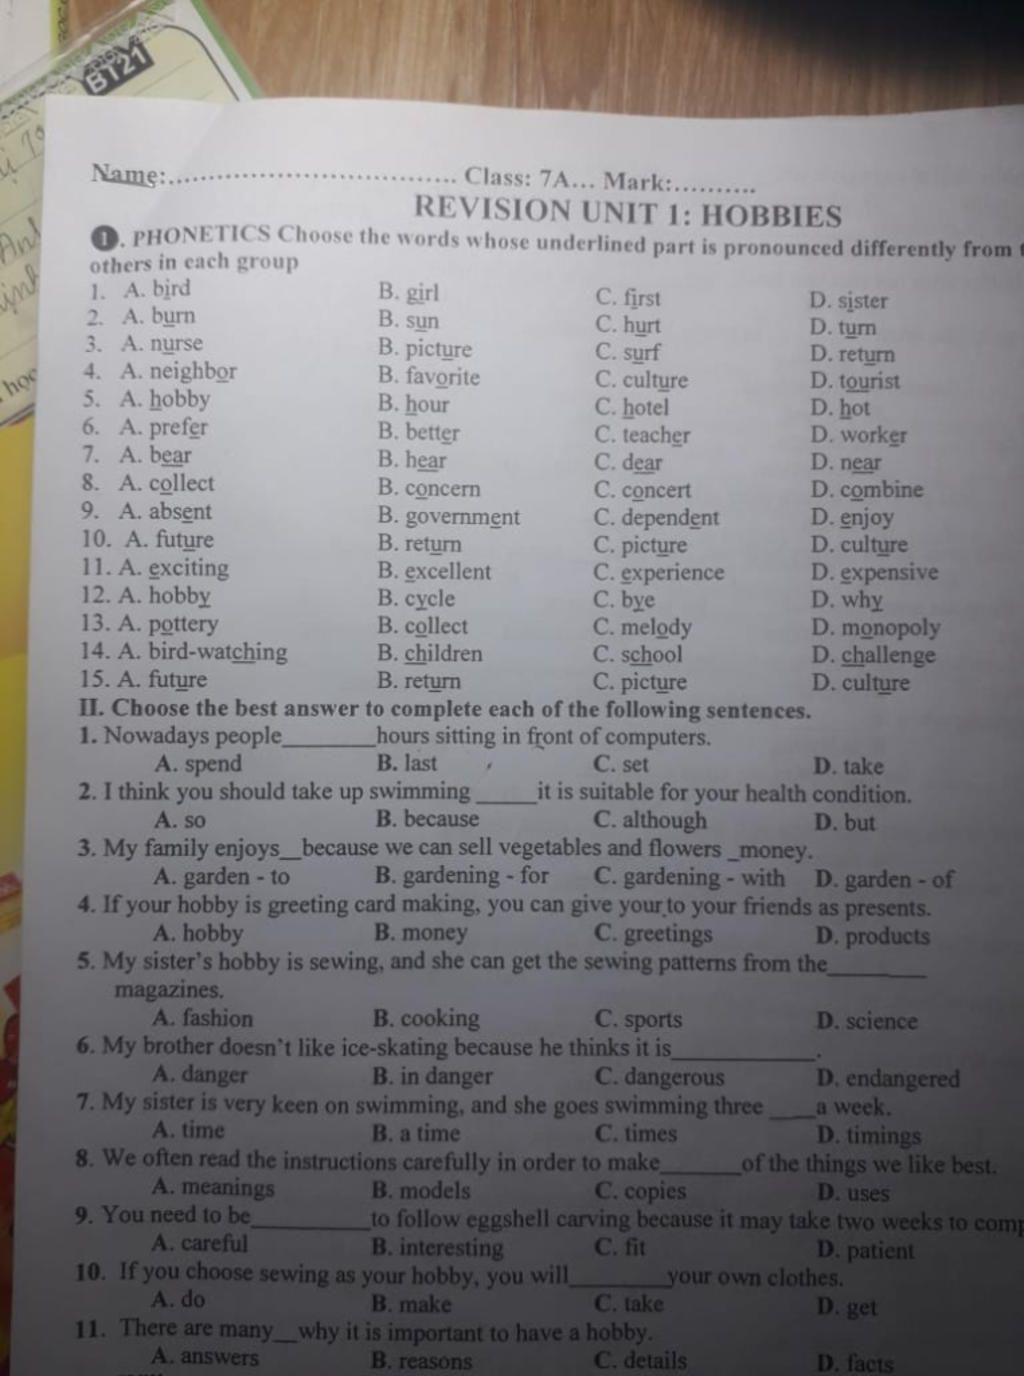 BT21
Name:................................. Class: 7A... Mark:..........
REVISION UNIT 1: HOBBIES
1. PHONETICS Choose the words whose underlined part is pronounced differently from
others in each group
1. A. bird B. girl C. first D. sister
2. A. burn B. sun C. hurt D. turn
3. A. nurse B. picture C. surf D. return
4. A. neighbor B. favorite C. culture D. tourist
5. A. hobby B. hour C. hotel D. hot
6. A. prefer B. better C. teacher D. worker
7. A. bear B. hear C. dear D. near
8. A. collect B. concern C. concert D. combine
9. A. absent B. government C. dependent D. enjoy
10. A. future B. return C. picture D. culture
11. A. exciting B. excellent C. experience D. expensive
12. A. hobby B. cycle C. bye D. why
13. A. pottery B. collect C. melody D. monopoly
14. A. bird-watching B. children C. school D. challenge
15. A. future B. return C. picture D. culture
II. Choose the best answer to complete each of the following sentences.
1. Nowadays people_______hours sitting in front of computers.
A. spend B. last C. set D. take
2. I think you should take up swimming _____it is suitable for your health condition.
A. so B. because C. although D. but
3. My family enjoys__because we can sell vegetables and flowers _money.
A. garden - to B. gardening - for C. gardening - with D. garden - of
4. If your hobby is greeting card making, you can give your to your friends as presents.
A. hobby B. money C. greetings D. products
5. My sister's hobby is sewing, and she can get the sewing patterns from the________
magazines.
A. fashion B. cooking C. sports D. science
6. My brother doesn't like ice-skating because he thinks it is___________.
A. danger B. in danger C. dangerous D. endangered
7. My sister is very keen on swimming, and she goes swimming three ____a week.
A. time B. a time C. times D. timings
8. We often read the instructions carefully in order to make______of the things we like best.
A. meanings B. models C. copies D. uses
9. You need to be_________to follow eggshell carving because it may take two weeks to
A. careful B. interesting C. fit D. patient
10. If you choose sewing as your hobby, you will_______your own clothes.
A. do B. make C. take D. get
11. There are many__why it is important to have a hobby.
A. answers B. reasons C. details D. facts